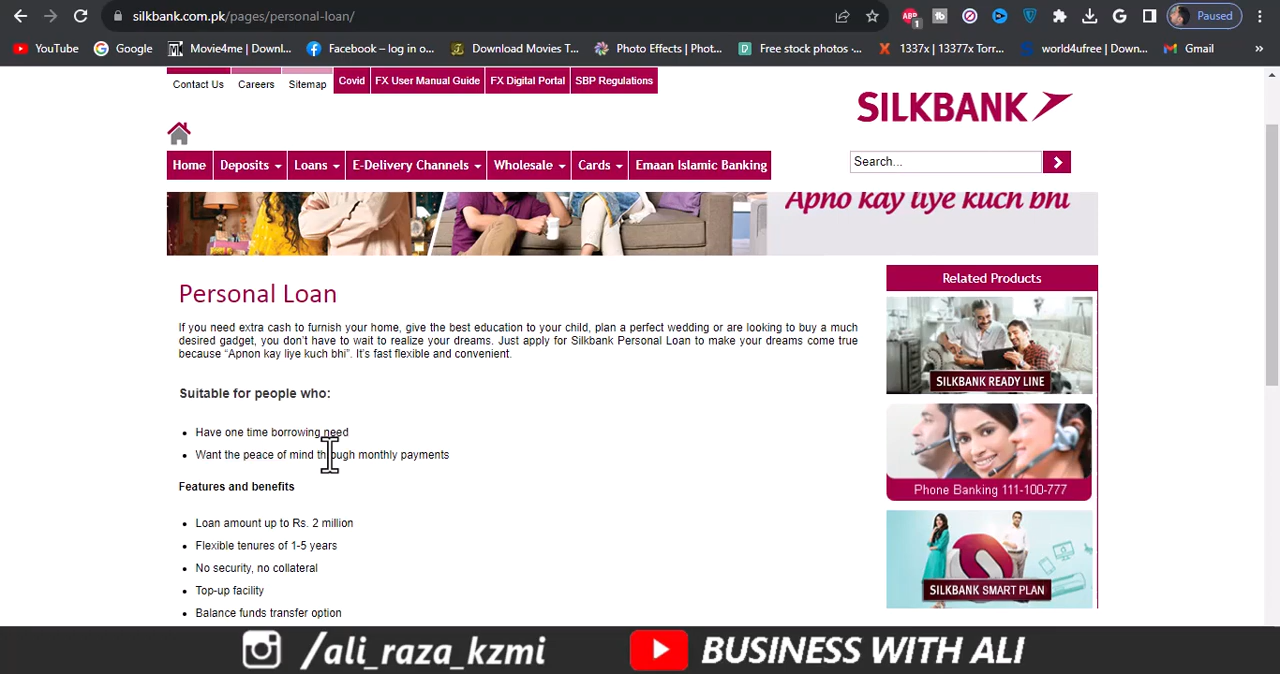 silkbank.com.pk/pages/personal-loan/
ABP
1
Paused
YouTube
Google
Movie4me | Downl...
Facebook – log in o...
Download Movies T...
Photo Effects | Phot...
Free stock photos -...
1337x | 13377x Torr...
world4ufree | Down...
Gmail
»
Contact Us
Careers
Sitemap
Covid
FX User Manual Guide
FX Digital Portal
SBP Regulations
SILKBANK
Home
Deposits
Loans
E-Delivery Channels
Wholesale
Cards
Emaan Islamic Banking
Search...
Apno kay liye kuch bhi
Personal Loan
If you need extra cash to furnish your home, give the best education to your child, plan a perfect wedding or are looking to buy a much
desired gadget, you don't have to wait to realize your dreams. Just apply for Silkbank Personal Loan to make your dreams come true
because “Apnon kay liye kuch bhi”. It's fast flexible and convenient.
Suitable for people who:
Have one time borrowing need
Want the peace of mind through monthly payments
Features and benefits
Loan amount up to Rs. 2 million
Flexible tenures of 1-5 years
No security, no collateral
Top-up facility
Balance funds transfer option
Related Products
SILKBANK READY LINE
Phone Banking 111-100-777
SILKBANK SMART PLAN
/ali_raza_kzmi
BUSINESS WITH ALI